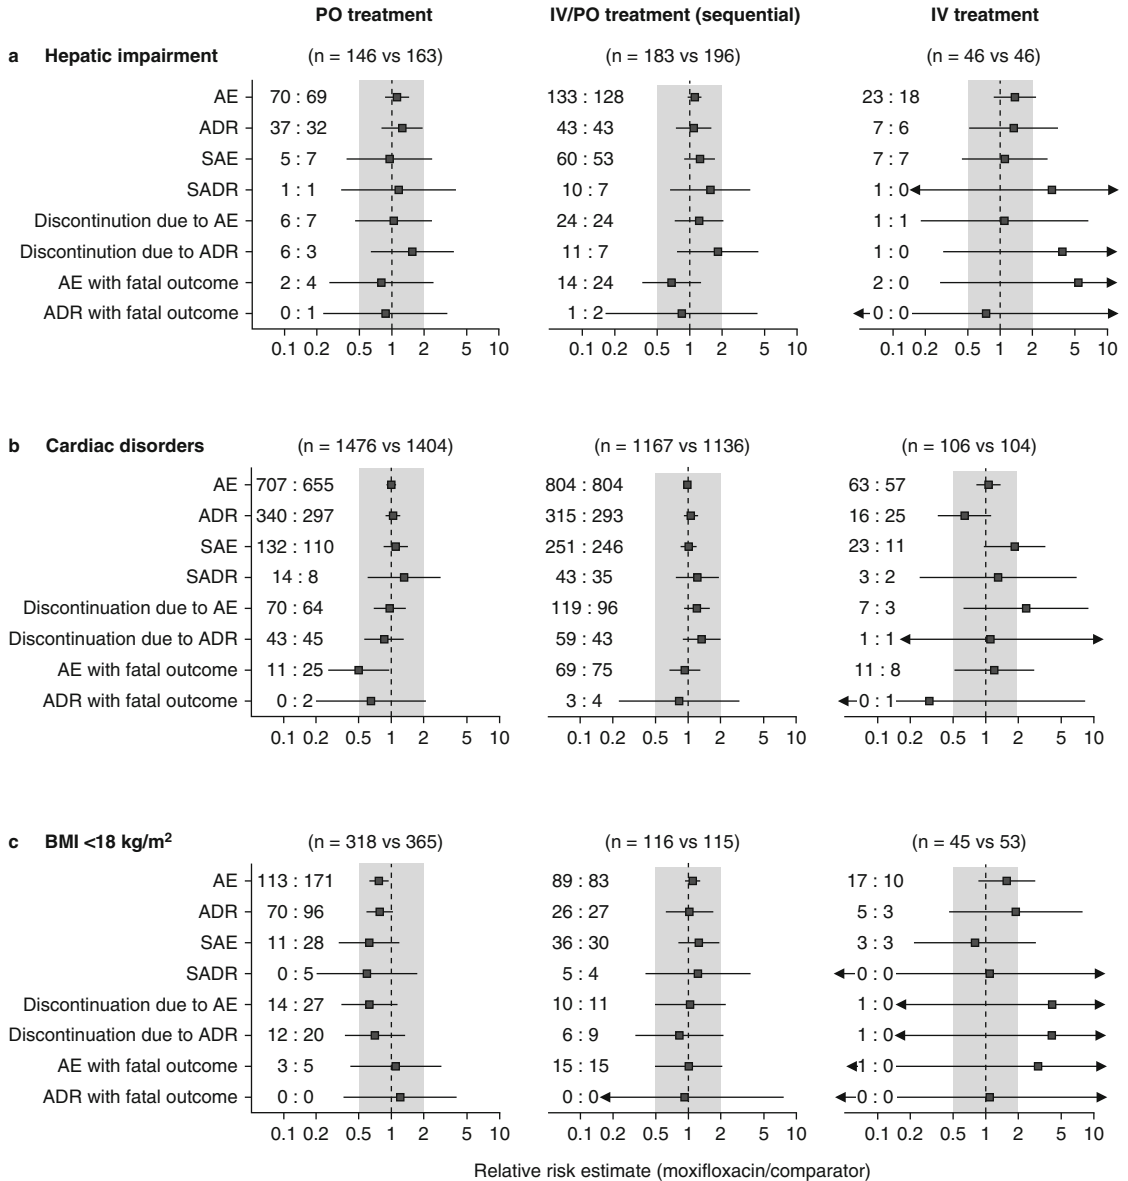 PO treatment IV/PO treatment (sequential) IV treatment
a Hepatic impairment (n = 146 vs 163) (n = 183 vs 196) (n = 46 vs 46)
AE 70 : 69 133 : 128 23 : 18
ADR 37 : 32 43 : 43 7 : 6
SAE 5 : 7 60 : 53 7 : 7
SADR 1 : 1 10 : 7 1 : 0
Discontinution due to AE 6 : 7 24 : 24 1 : 1
Discontinution due to ADR 6 : 3 11 : 7 1 : 0
AE with fatal outcome 2 : 4 14 : 24 2 : 0
ADR with fatal outcome 0 : 1 1 : 2 0 : 0
0.1 0.2 0.5 1 2 5 10 0.1 0.2 0.5 1 2 5 10 0.1 0.2 0.5 1 2 5 10
b Cardiac disorders (n = 1476 vs 1404) (n = 1167 vs 1136) (n = 106 vs 104)
AE 707 : 655 804 : 804 63 : 57
ADR 340 : 297 315 : 293 16 : 25
SAE 132 : 110 251 : 246 23 : 11
SADR 14 : 8 43 : 35 3 : 2
Discontinuation due to AE 70 : 64 119 : 96 7 : 3
Discontinuation due to ADR 43 : 45 59 : 43 1 : 1
AE with fatal outcome 11 : 25 69 : 75 11 : 8
ADR with fatal outcome 0 : 2 3 : 4 0 : 1
0.1 0.2 0.5 1 2 5 10 0.1 0.2 0.5 1 2 5 10 0.1 0.2 0.5 1 2 5 10
c BMI <18 kg/m² (n = 318 vs 365) (n = 116 vs 115) (n = 45 vs 53)
AE 113 : 171 89 : 83 17 : 10
ADR 70 : 96 26 : 27 5 : 3
SAE 11 : 28 36 : 30 3 : 3
SADR 0 : 5 5 : 4 0 : 0
Discontinuation due to AE 14 : 27 10 : 11 1 : 0
Discontinuation due to ADR 12 : 20 6 : 9 1 : 0
AE with fatal outcome 3 : 5 15 : 15 1 : 0
ADR with fatal outcome 0 : 0 0 : 0 0 : 0
0.1 0.2 0.5 1 2 5 10 0.1 0.2 0.5 1 2 5 10 0.1 0.2 0.5 1 2 5 10
Relative risk estimate (moxifloxacin/comparator)